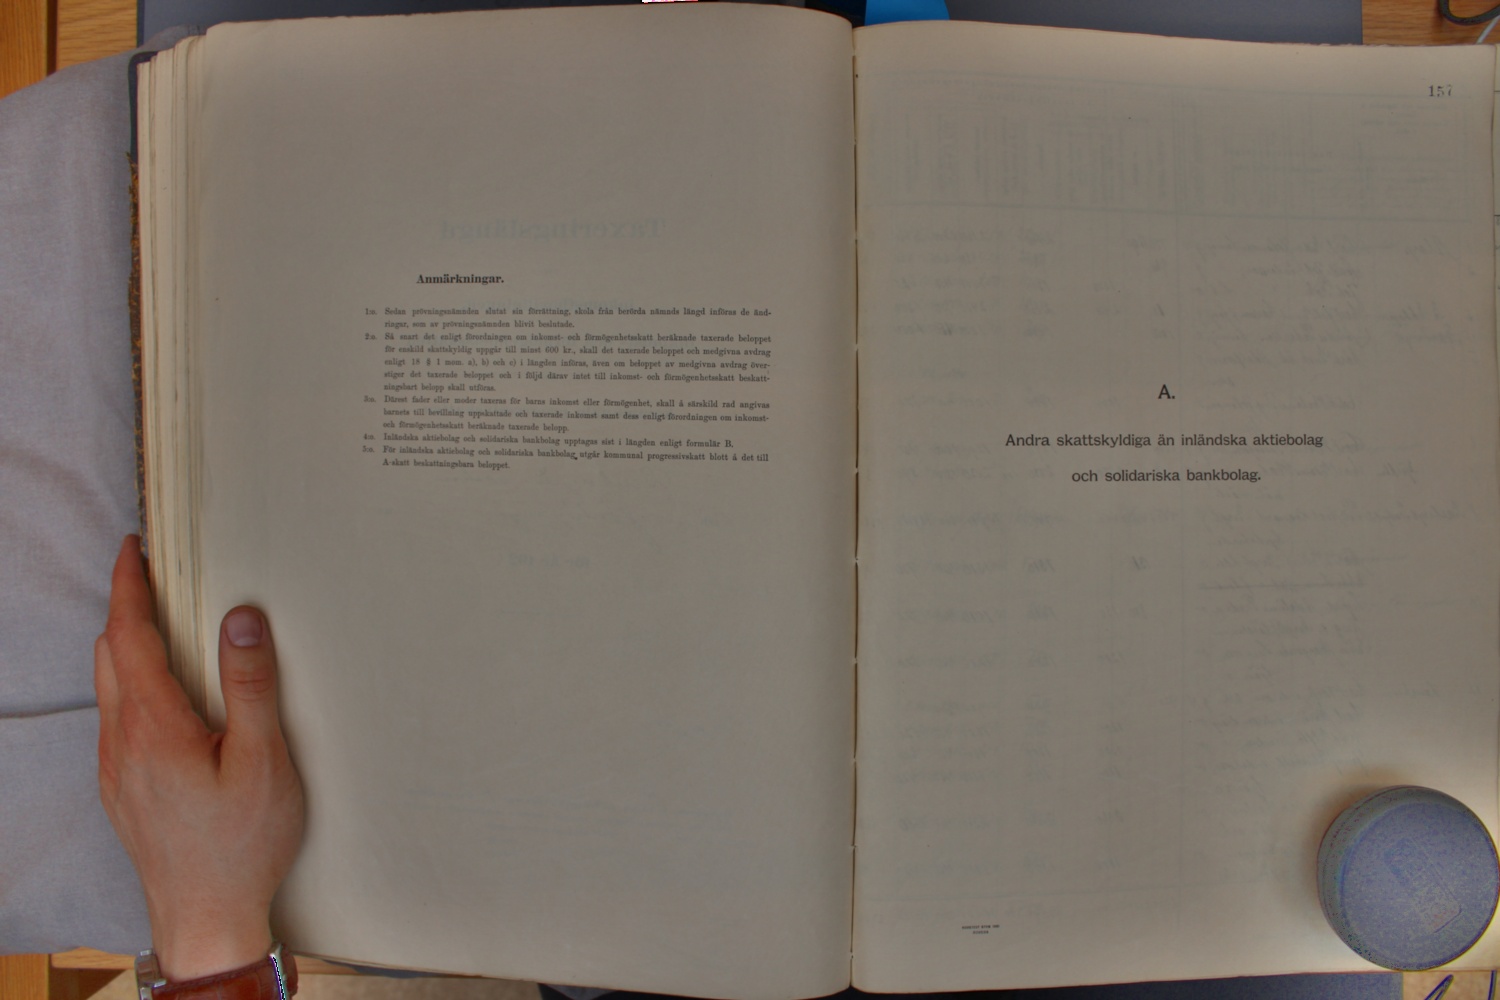 Anmärkningar.
1:o. Sedan prövningsnämnden slutat sin förrättning, skola från berörda nämnds längd införas de änd-
ringar, som av prövningsnämnden blivit beslutade.
2:o. Så snart det enligt förordningen om inkomst- och förmögenhetsskatt beräknade taxerade beloppet
för enskild skattskyldig uppgår till minst 600 kr., skall det taxerade beloppet och medgivna avdrag
enligt 18 § 1 mom. a), b) och c) i längden införas, även om beloppet av medgivna avdrag över-
stiger det taxerade beloppet och i följd därav intet till inkomst- och förmögenhetsskatt beskatt-
ningsbart belopp skall utföras.
3:o. Därest fader eller moder taxeras för barns inkomst eller förmögenhet, skall å särskild rad angivas
barnets till bevillning uppskattade och taxerade inkomst samt dess enligt förordningen om inkomst-
och förmögenhetsskatt beräknade taxerade belopp.
4:o. Inländska aktiebolag och solidariska bankbolag upptagas sist i längden enligt formulär B.
5:o. För inländska aktiebolag och solidariska bankbolag utgår kommunal progressivskatt blott å det till
A-skatt beskattningsbara beloppet.
157
A.
Andra skattskyldiga än inländska aktiebolag
och solidariska bankbolag.